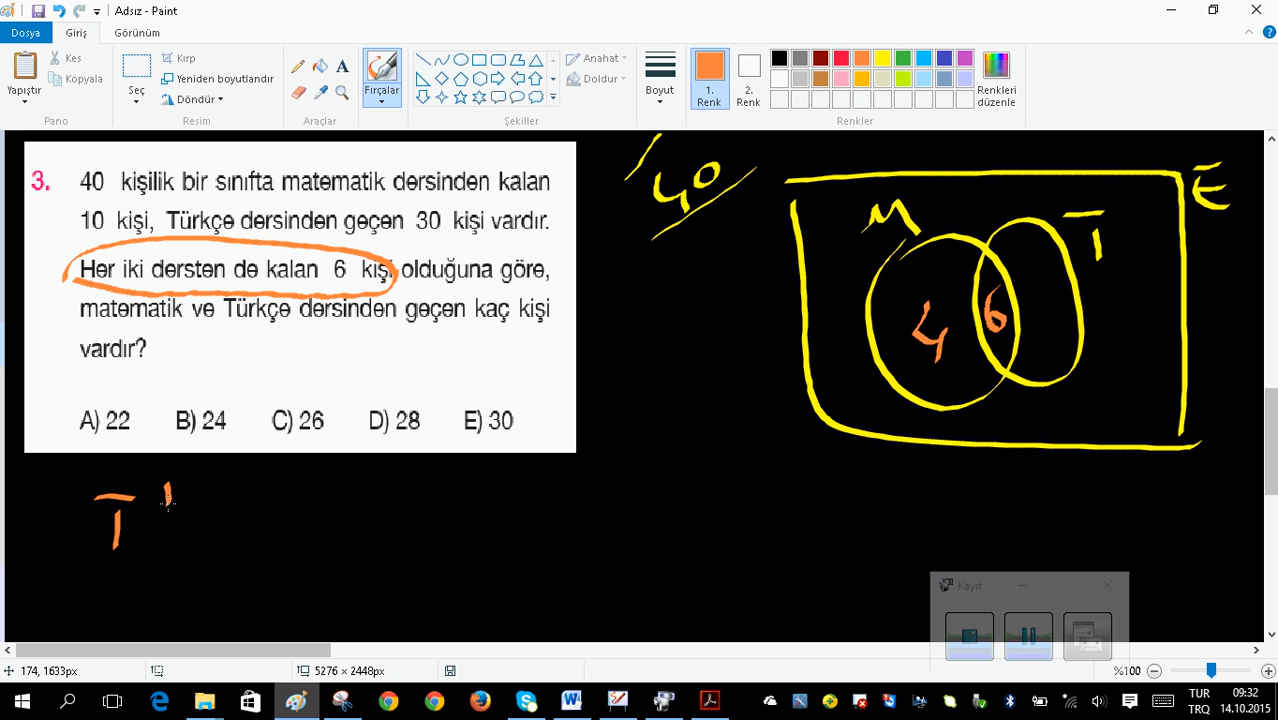 Adsız - Paint
Dosya Giriş Görünüm
Yapıştır
Kes
Kopyala
Seç
Kırp
Yeniden boyutlandır
Döndür
Fırçalar
Anahat
Doldur
Boyut
1. Renk
2. Renk
Renkleri düzenle
Pano Resim Araçlar Şekiller Renkler
3. 40 kişilik bir sınıfta matematik dersinden kalan
10 kişi, Türkçe dersinden geçen 30 kişi vardır.
Her iki dersten de kalan 6 kişi olduğuna göre,
matematik ve Türkçe dersinden geçen kaç kişi
vardır?
A) 22 B) 24 C) 26 D) 28 E) 30
40
M T E
4 6
T '
Kayıt
174, 1633px 5276 × 2448px %100
TUR 09:32
TRQ 14.10.2015